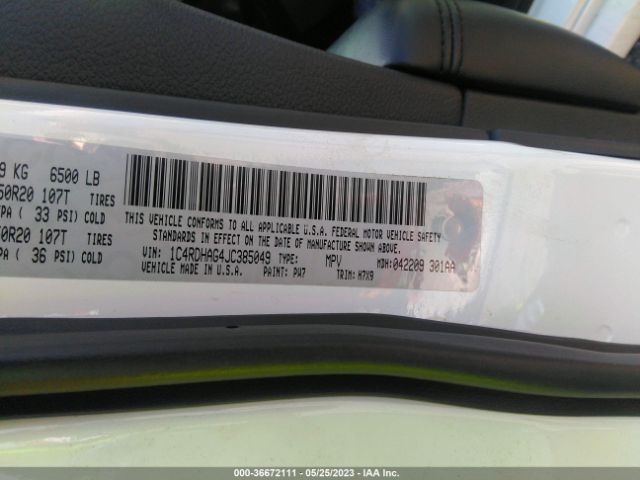 9 KG 6500 LB
50R20 107T TIRES
PA ( 33 PSI) COLD
0R20 107T TIRES
( 36 PSI) COLD
THIS VEHICLE CONFORMS TO ALL APPLICABLE U.S.A. FEDERAL MOTOR VEHICLE SAFETY
STANDARDS IN EFFECT ON THE DATE OF MANUFACTURE SHOWN ABOVE.
VIN: 1C4RDHAG4JC385049 TYPE: MPV MDH:042209 301AA
VEHICLE MADE IN U.S.A. PAINT: PW7 TRIM: H7X9
000-36672111 - 05/25/2023 - IAA Inc.